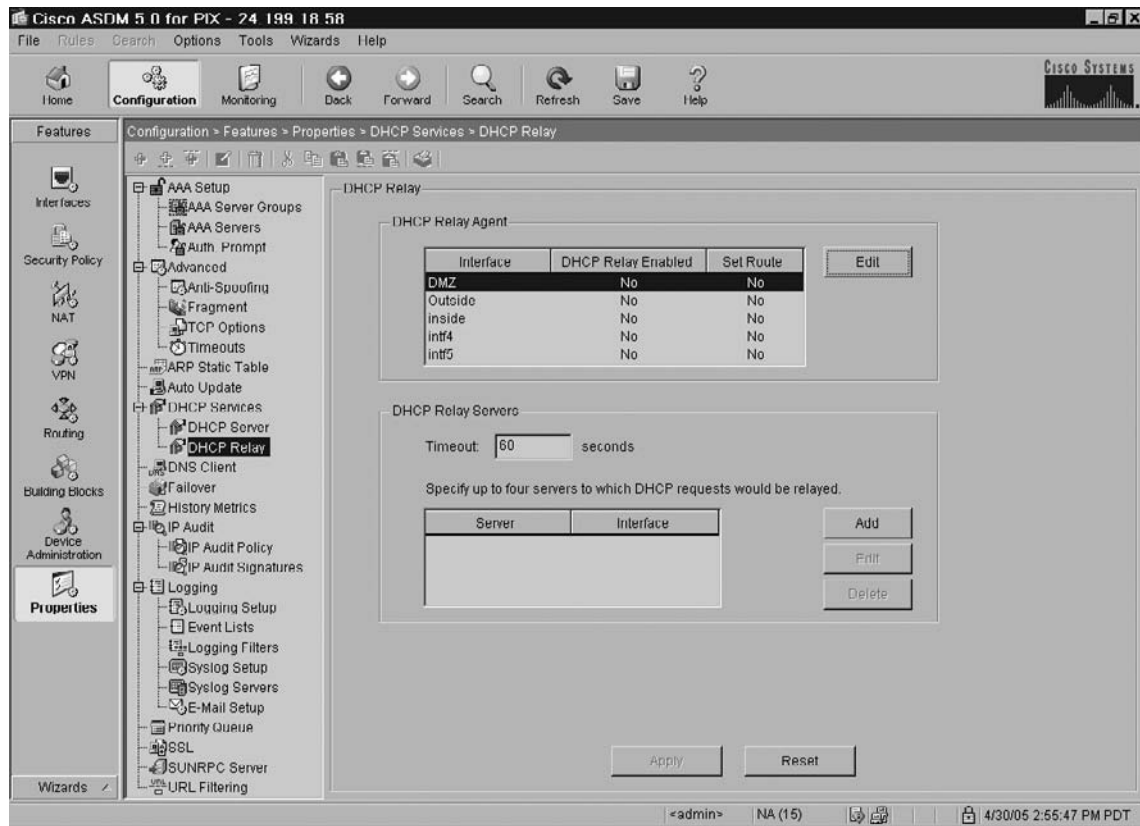 Cisco ASDM 5.0 for PIX - 24.199.18.58
File Rules Search Options Tools Wizards Help
Home Configuration Monitoring Back Forward Search Refresh Save Help
CISCO SYSTEMS
Features
Configuration > Features > Properties > DHCP Services > DHCP Relay
Interfaces
Security Policy
NAT
VPN
Routing
Building Blocks
Device Administration
Properties
Wizards
AAA Setup
AAA Server Groups
AAA Servers
Auth. Prompt
Advanced
Anti-Spoofing
Fragment
TCP Options
Timeouts
ARP Static Table
Auto Update
DHCP Services
DHCP Server
DHCP Relay
DNS Client
Failover
History Metrics
IP Audit
IP Audit Policy
IP Audit Signatures
Logging
Logging Setup
Event Lists
Logging Filters
Syslog Setup
Syslog Servers
E-Mail Setup
Priority Queue
SSL
SUNRPC Server
URL Filtering
DHCP Relay
DHCP Relay Agent
Interface DHCP Relay Enabled Set Route
DMZ No No
Outside No No
inside No No
intf4 No No
intf5 No No
Edit
DHCP Relay Servers
Timeout: 60 seconds
Specify up to four servers to which DHCP requests would be relayed.
Server Interface
Add
Edit
Delete
Apply Reset
<admin> NA (15) 4/30/05 2:55:47 PM PDT